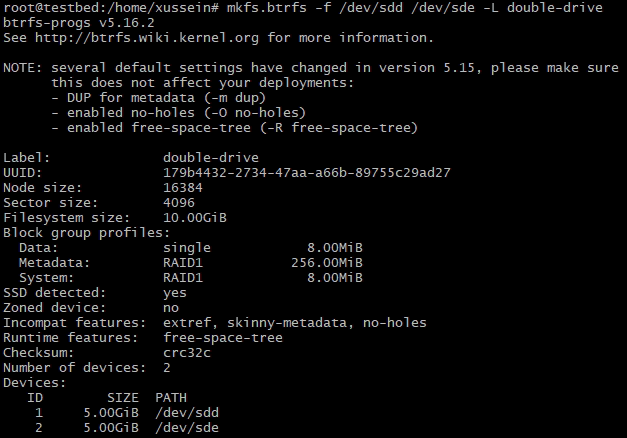 root@testbed:/home/xussein# mkfs.btrfs -f /dev/sdd /dev/sde -L double-drive
btrfs-progs v5.16.2
See http://btrfs.wiki.kernel.org for more information.
NOTE: several default settings have changed in version 5.15, please make sure
      this does not affect your deployments:
      - DUP for metadata (-m dup)
      - enabled no-holes (-O no-holes)
      - enabled free-space-tree (-R free-space-tree)
Label:              double-drive
UUID:               179b4432-2734-47aa-a66b-89755c29ad27
Node size:          16384
Sector size:        4096
Filesystem size:    10.00GiB
Block group profiles:
  Data:             single            8.00MiB
  Metadata:         RAID1           256.00MiB
  System:           RAID1             8.00MiB
SSD detected:       yes
Zoned device:       no
Incompat features:  extref, skinny-metadata, no-holes
Runtime features:   free-space-tree
Checksum:           crc32c
Number of devices:  2
Devices:
   ID        SIZE  PATH
    1     5.00GiB  /dev/sdd
    2     5.00GiB  /dev/sde